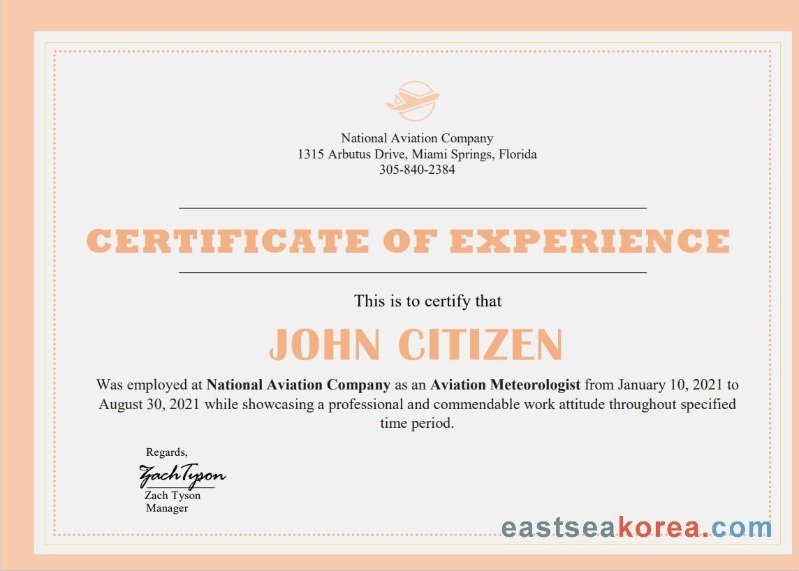 National Aviation Company
1315 Arbutus Drive, Miami Springs, Florida
305-840-2384
CERTIFICATE OF EXPERIENCE
This is to certify that
JOHN CITIZEN
Was employed at National Aviation Company as an Aviation Meteorologist from January 10, 2021 to
August 30, 2021 while showcasing a professional and commendable work attitude throughout specified
time period.
Regards,
Zach Tyson
Zach Tyson
Manager
eastseakorea.com